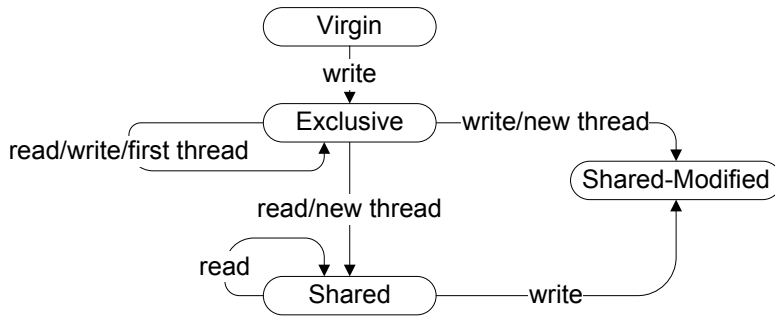 Virgin
write
Exclusive
write/new thread
read/write/first thread
Shared-Modified
read/new thread
read
Shared
write